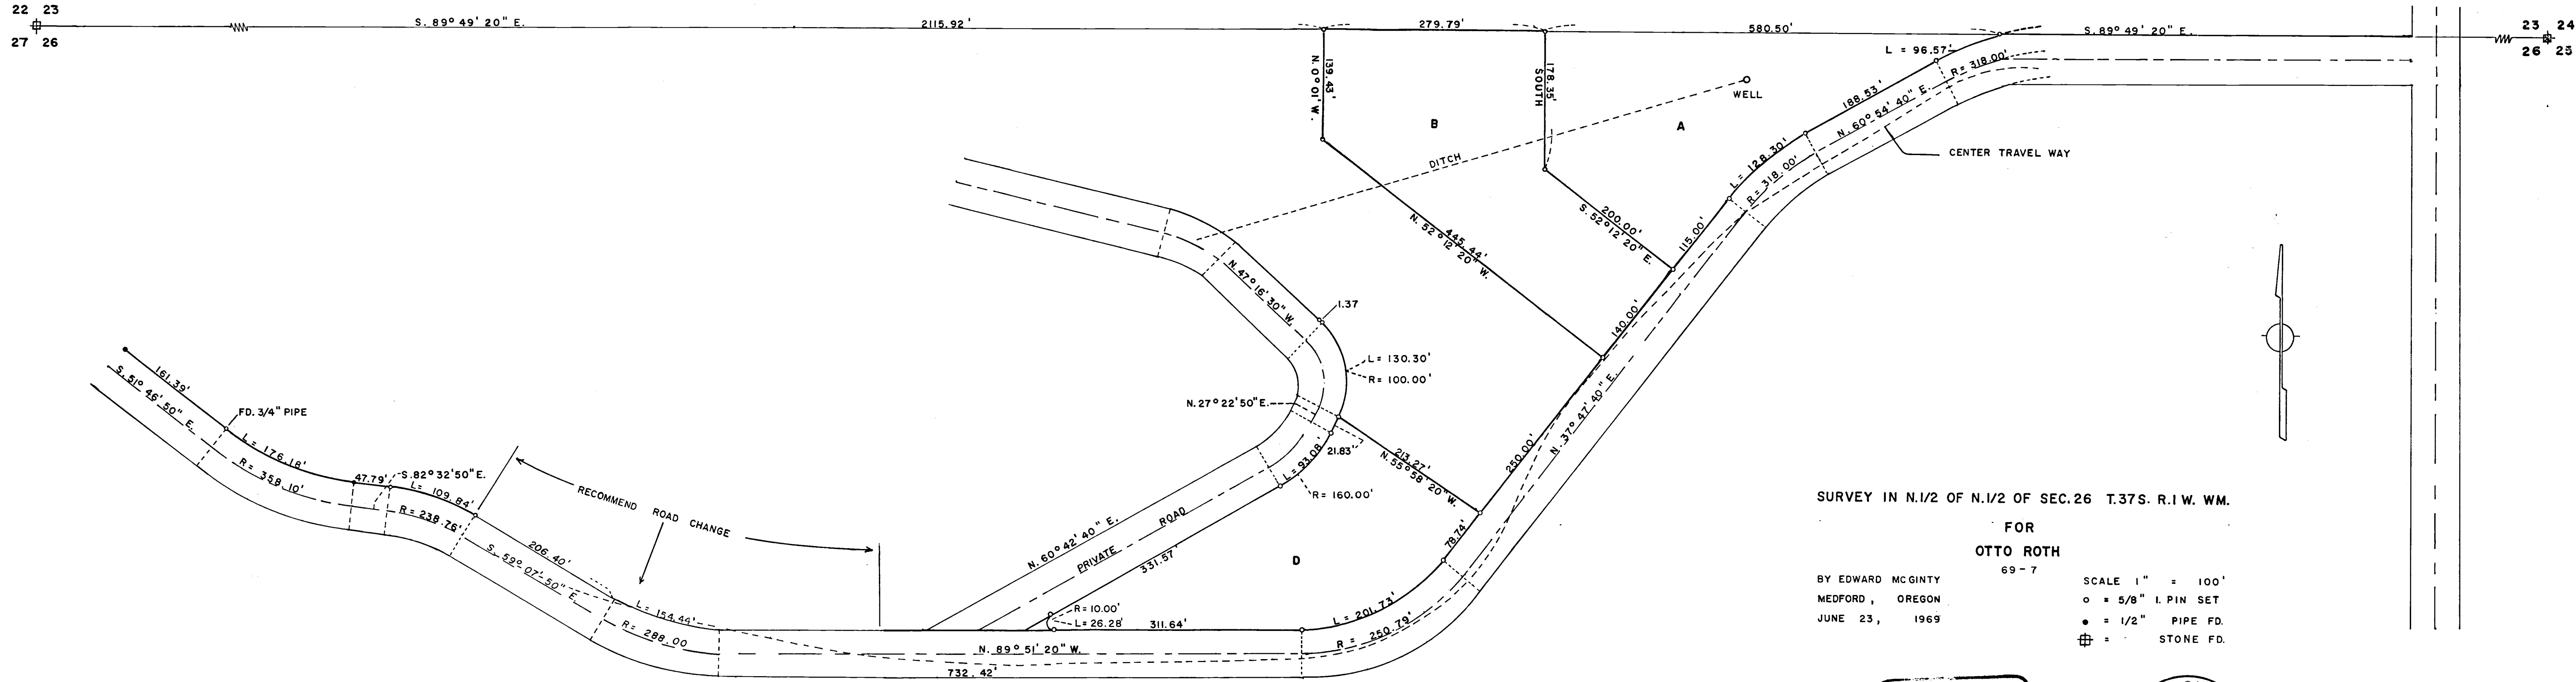 22 23
27 26
S. 89° 49' 20" E.
2115.92'
279.79'
580.50'
S. 89° 49' 20" E.
23 24
26 25
139.43'
N. 0° 01' W.
178.35'
SOUTH
B
A
WELL
DITCH
L = 96.57'
R = 318.00'
188.53'
N. 60° 54' 40" E.
CENTER TRAVEL WAY
L = 128.30'
R = 318.00'
115.00'
200.00'
S. 52° 12' 20" E.
445.44'
N. 52° 12' 20" W.
140.00'
N. 47° 16' 30" W.
1.37
L = 130.30'
R = 100.00'
N. 27° 22' 50" E.
21.83'
L = 93.08'
R = 160.00'
213.27'
N. 55° 58' 20" W.
250.00'
N. 37° 47' 40" E.
78.74'
161.39'
S. 51° 46' 50" E.
FD. 3/4" PIPE
L = 176.18'
R = 358.10'
47.79'
S. 82° 32' 50" E.
L = 109.84'
R = 238.76'
RECOMMEND ROAD CHANGE
206.40'
S. 59° 07' 50" E.
L = 154.44'
R = 288.00
N. 60° 42' 40" E.
PRIVATE ROAD
331.57'
D
R = 10.00'
L = 26.28'
311.64'
L = 201.73'
R = 250.79'
N. 89° 51' 20" W.
732.42'
SURVEY IN N.1/2 OF N.1/2 OF SEC. 26 T.37S. R.1W. WM.
FOR
OTTO ROTH
69-7
BY EDWARD MCGINTY
MEDFORD, OREGON
JUNE 23, 1969
SCALE 1" = 100'
○ = 5/8" I. PIN SET
● = 1/2" PIPE FD.
= STONE FD.